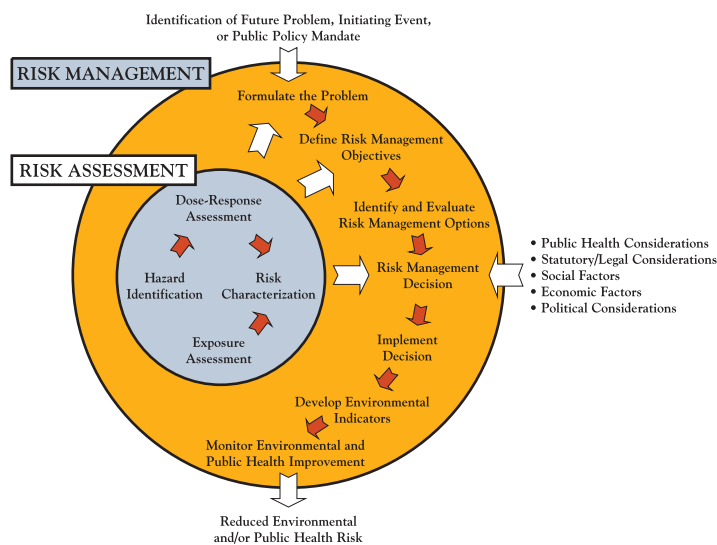 Identification of Future Problem, Initiating Event,
or Public Policy Mandate
RISK MANAGEMENT
Formulate the Problem
Define Risk Management
Objectives
RISK ASSESSMENT
Dose-Response
Assessment
Identify and Evaluate
Risk Management Options
Hazard
Identification
Risk
Characterization
Risk Management
Decision
• Public Health Considerations
• Statutory/Legal Considerations
• Social Factors
• Economic Factors
• Political Considerations
Exposure
Assessment
Implement
Decision
Develop Environmental
Indicators
Monitor Environmental and
Public Health Improvement
Reduced Environmental
and/or Public Health Risk